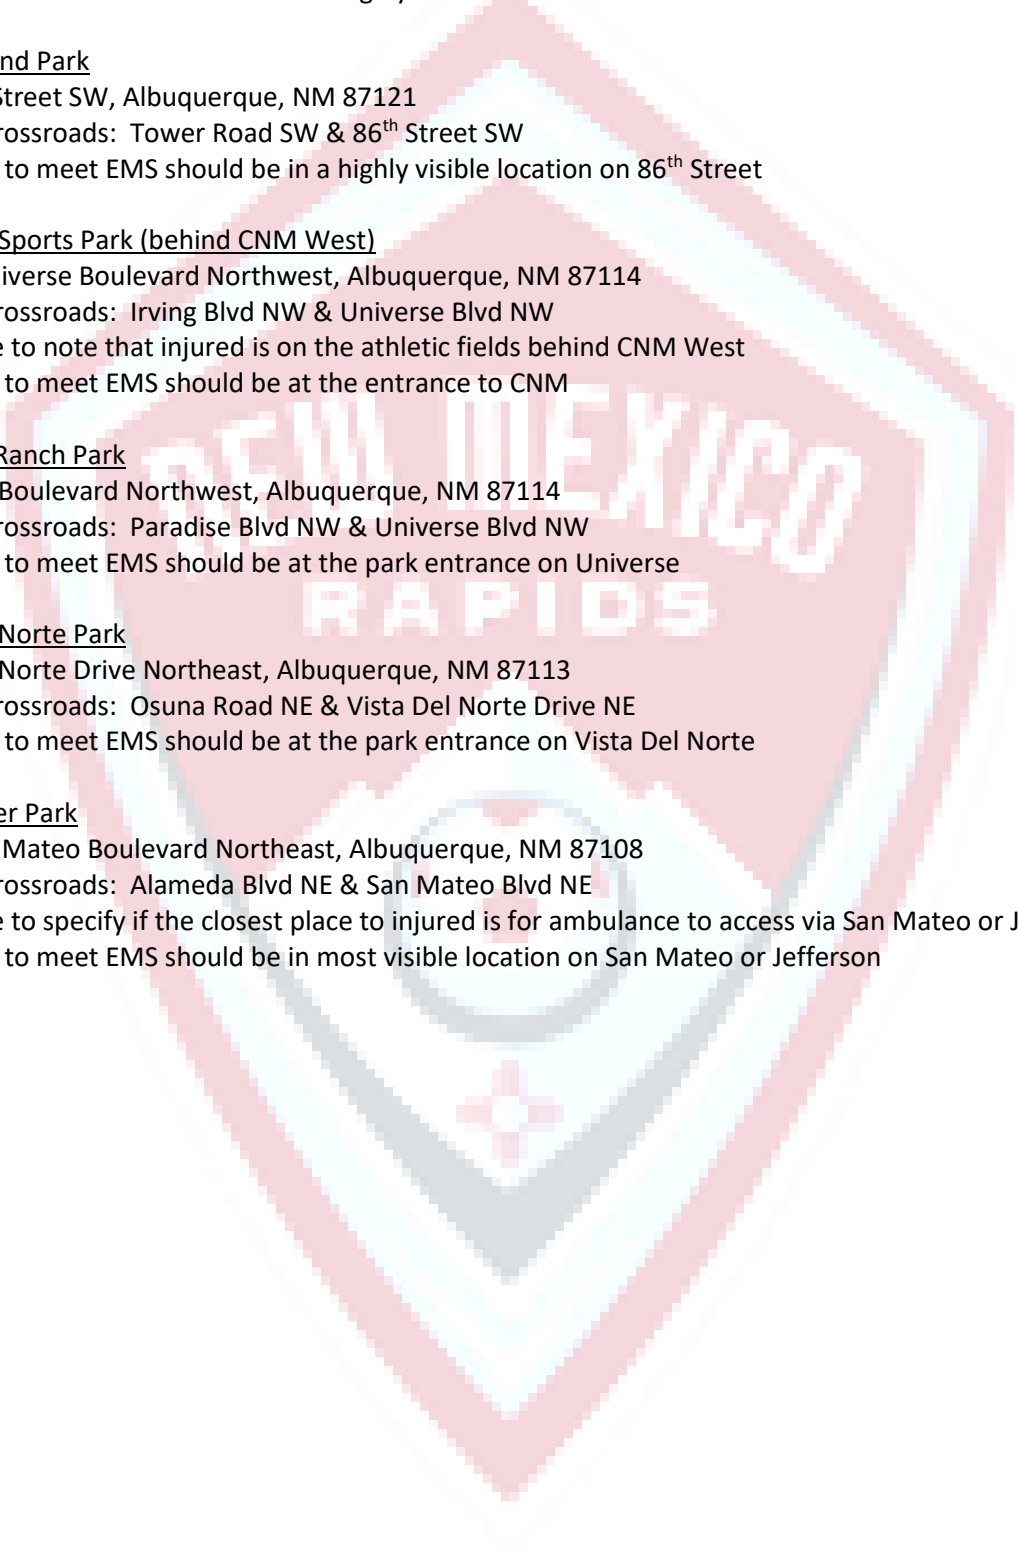 nd Park
Street SW, Albuquerque, NM 87121
rossroads: Tower Road SW & 86th Street SW
to meet EMS should be in a highly visible location on 86th Street
Sports Park (behind CNM West)
iverse Boulevard Northwest, Albuquerque, NM 87114
rossroads: Irving Blvd NW & Universe Blvd NW
e to note that injured is on the athletic fields behind CNM West
to meet EMS should be at the entrance to CNM
Ranch Park
Boulevard Northwest, Albuquerque, NM 87114
rossroads: Paradise Blvd NW & Universe Blvd NW
to meet EMS should be at the park entrance on Universe
Norte Park
Norte Drive Northeast, Albuquerque, NM 87113
rossroads: Osuna Road NE & Vista Del Norte Drive NE
to meet EMS should be at the park entrance on Vista Del Norte
er Park
Mateo Boulevard Northeast, Albuquerque, NM 87108
rossroads: Alameda Blvd NE & San Mateo Blvd NE
e to specify if the closest place to injured is for ambulance to access via San Mateo or J
to meet EMS should be in most visible location on San Mateo or Jefferson
NEW MEXICO
RAPIDS